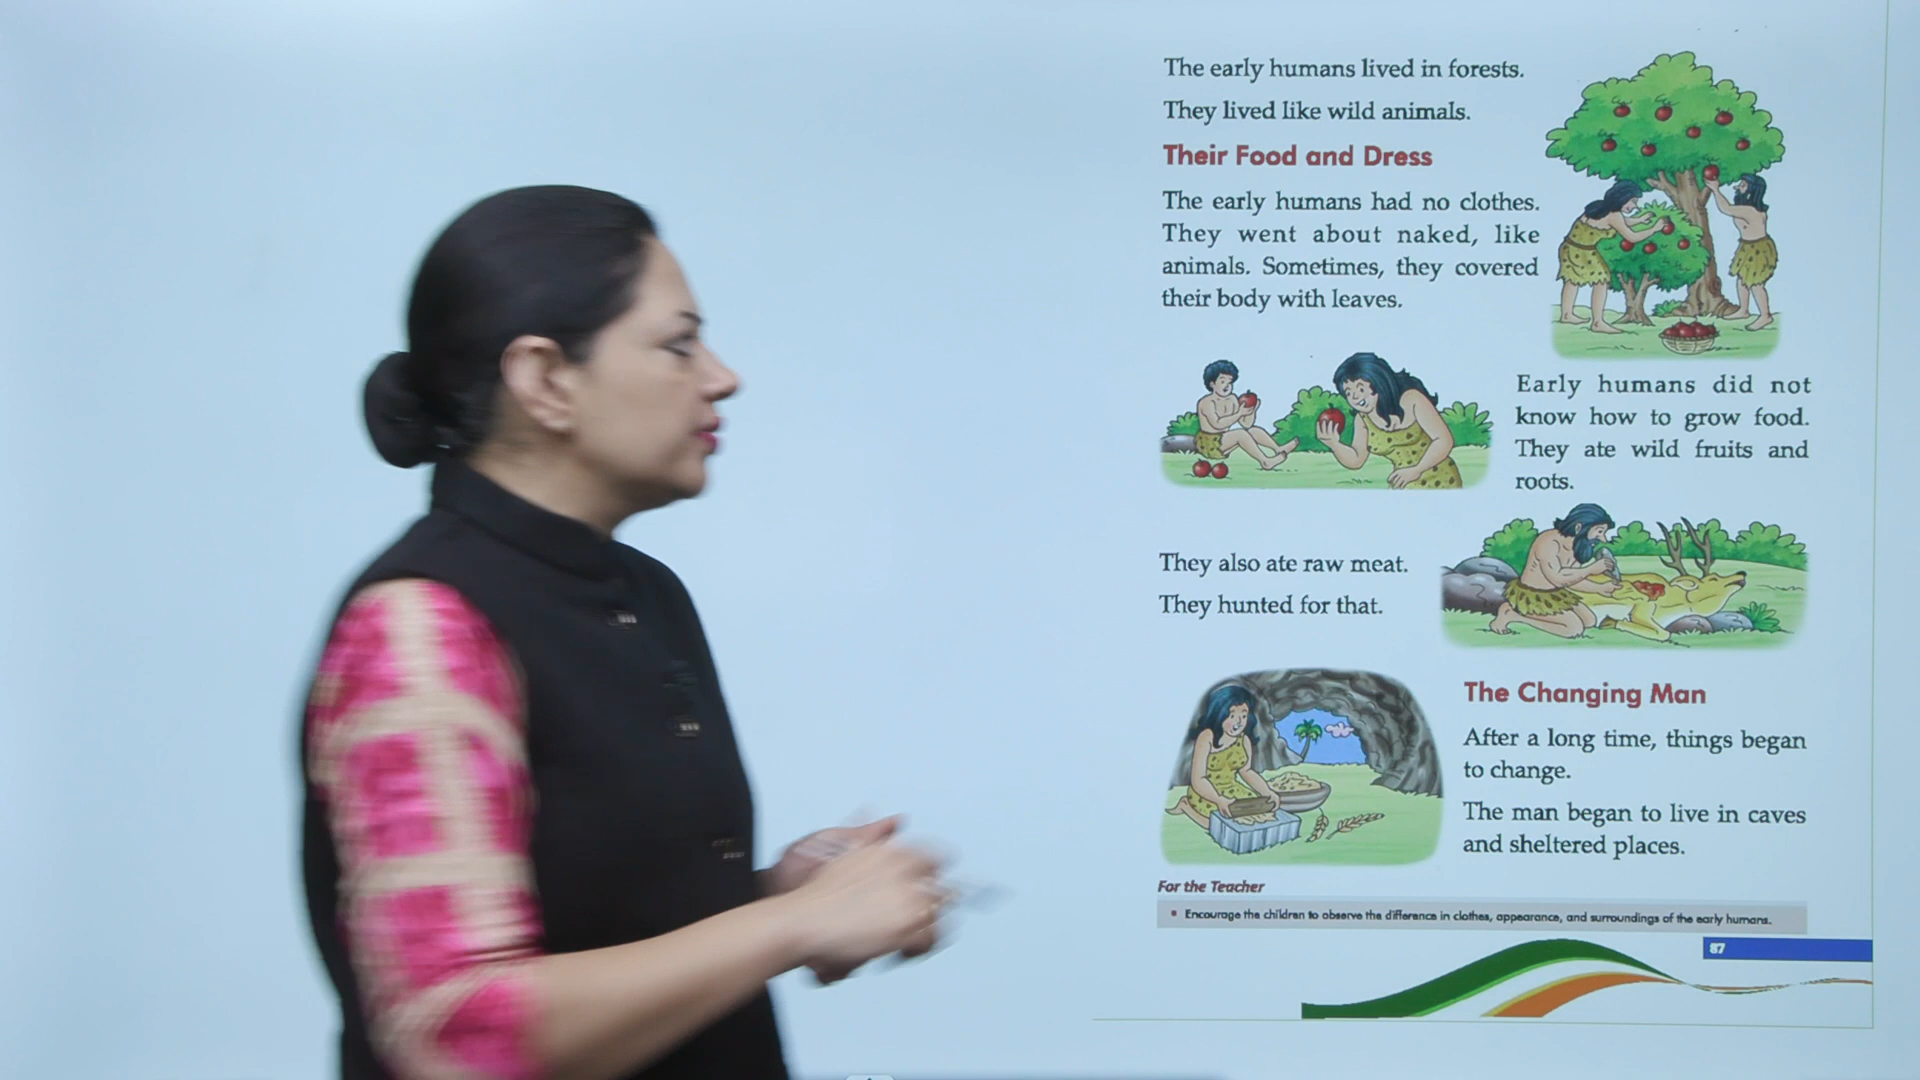 The early humans lived in forests.
They lived like wild animals.
Their Food and Dress
The early humans had no clothes.
They went about naked, like
animals. Sometimes, they covered
their body with leaves.
Early humans did not
know how to grow food.
They ate wild fruits and
roots.
They also ate raw meat.
They hunted for that.
The Changing Man
After a long time, things began
to change.
The man began to live in caves
and sheltered places.
For the Teacher
• Encourage the children to observe the difference in clothes, appearance, and surroundings of the early humans.
87